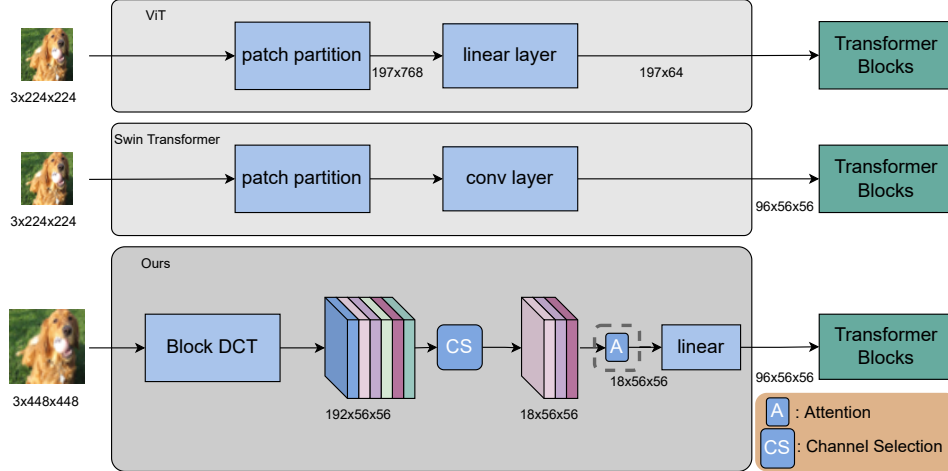 ViT
patch partition
197x768
linear layer
197x64
Transformer
Blocks
3x224x224
Swin Transformer
patch partition
conv layer
96x56x56
Transformer
Blocks
3x224x224
Ours
Block DCT
192x56x56
CS
18x56x56
A
18x56x56
linear
96x56x56
Transformer
Blocks
3x448x448
A : Attention
CS : Channel Selection